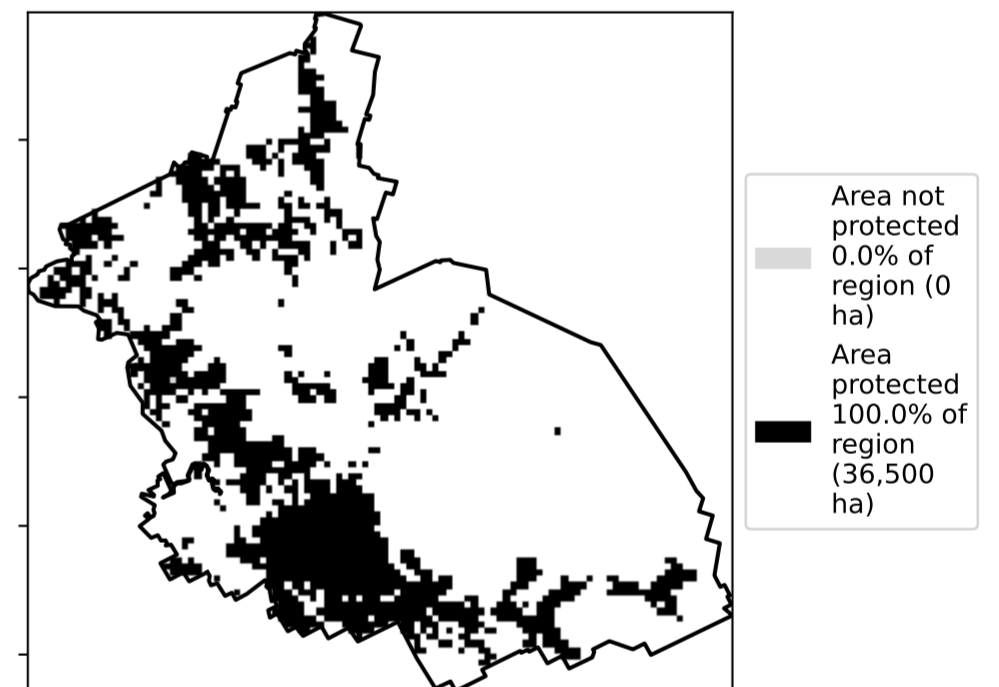 Area not
protected
0.0% of
region (0
ha)
Area
protected
100.0% of
region
(36,500
ha)